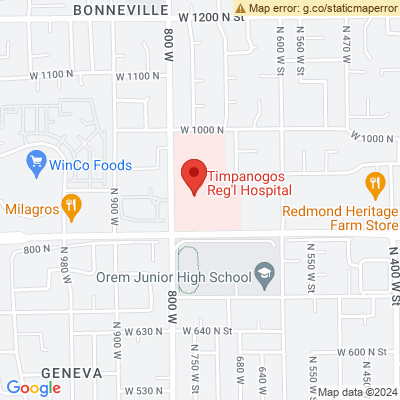 BONNEVILLE
W 1200 N
Map error: g.co/staticmaperror
800 W
N 600 W St
N 560 W St
N 470 W
W 1100 N
W 1100 N
W 1000 N
W 1000 N
WinCo Foods
Timpanogos
Reg'l Hospital
N 900 W
Milagros
Redmond Heritage
Farm Store
800 N
N 980 W
Orem Junior High School
N 550 W St
N 400 W St
800 W
N 900 W
W 630 N
W 640 N St
N 750 W St
680 W
640 W
W 600 N St
GENEVA
W 530 N
N 550 W St
N 450
Google
Map data ©2024